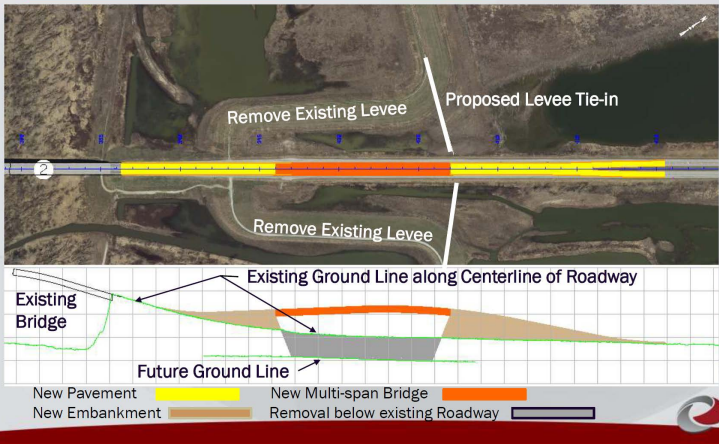 Remove Existing Levee
Proposed Levee Tie-in
2
Remove Existing Levee
Existing Ground Line along Centerline of Roadway
Existing
Bridge
Future Ground Line
New Pavement
New Multi-span Bridge
New Embankment
Removal below existing Roadway